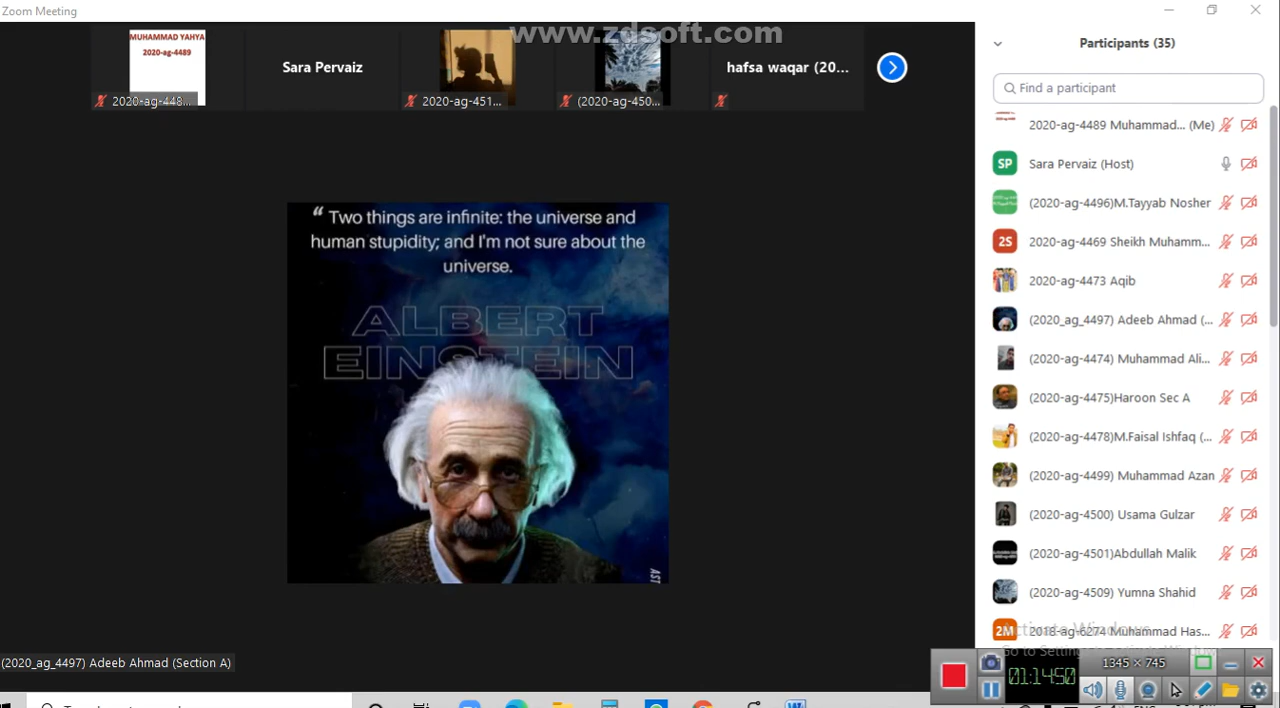 Zoom Meeting
www.zdsoft.com
MUHAMMAD YAHYA
2020-ag-4489
2020-ag-448...
Sara Pervaiz
2020-ag-451...
(2020-ag-450...
hafsa waqar (20...
Participants (35)
Find a participant
2020-ag-4489 Muhammad... (Me)
SP Sara Pervaiz (Host)
(2020-ag-4496)M.Tayyab Nosher
2S 2020-ag-4469 Sheikh Muhamm...
2020-ag-4473 Aqib
(2020_ag_4497) Adeeb Ahmad (...
(2020-ag-4474) Muhammad Ali...
(2020-ag-4475)Haroon Sec A
(2020-ag-4478)M.Faisal Ishfaq (...
(2020-ag-4499) Muhammad Azan
(2020-ag-4500) Usama Gulzar
(2020-ag-4501)Abdullah Malik
(2020-ag-4509) Yumna Shahid
2M 2018-ag-6274 Muhammad Has...
Activate Windows
“ Two things are infinite: the universe and
human stupidity; and I'm not sure about the
universe.
ALBERT
EINSTEIN
AST
(2020_ag_4497) Adeeb Ahmad (Section A)
1345 × 745
01:14:50